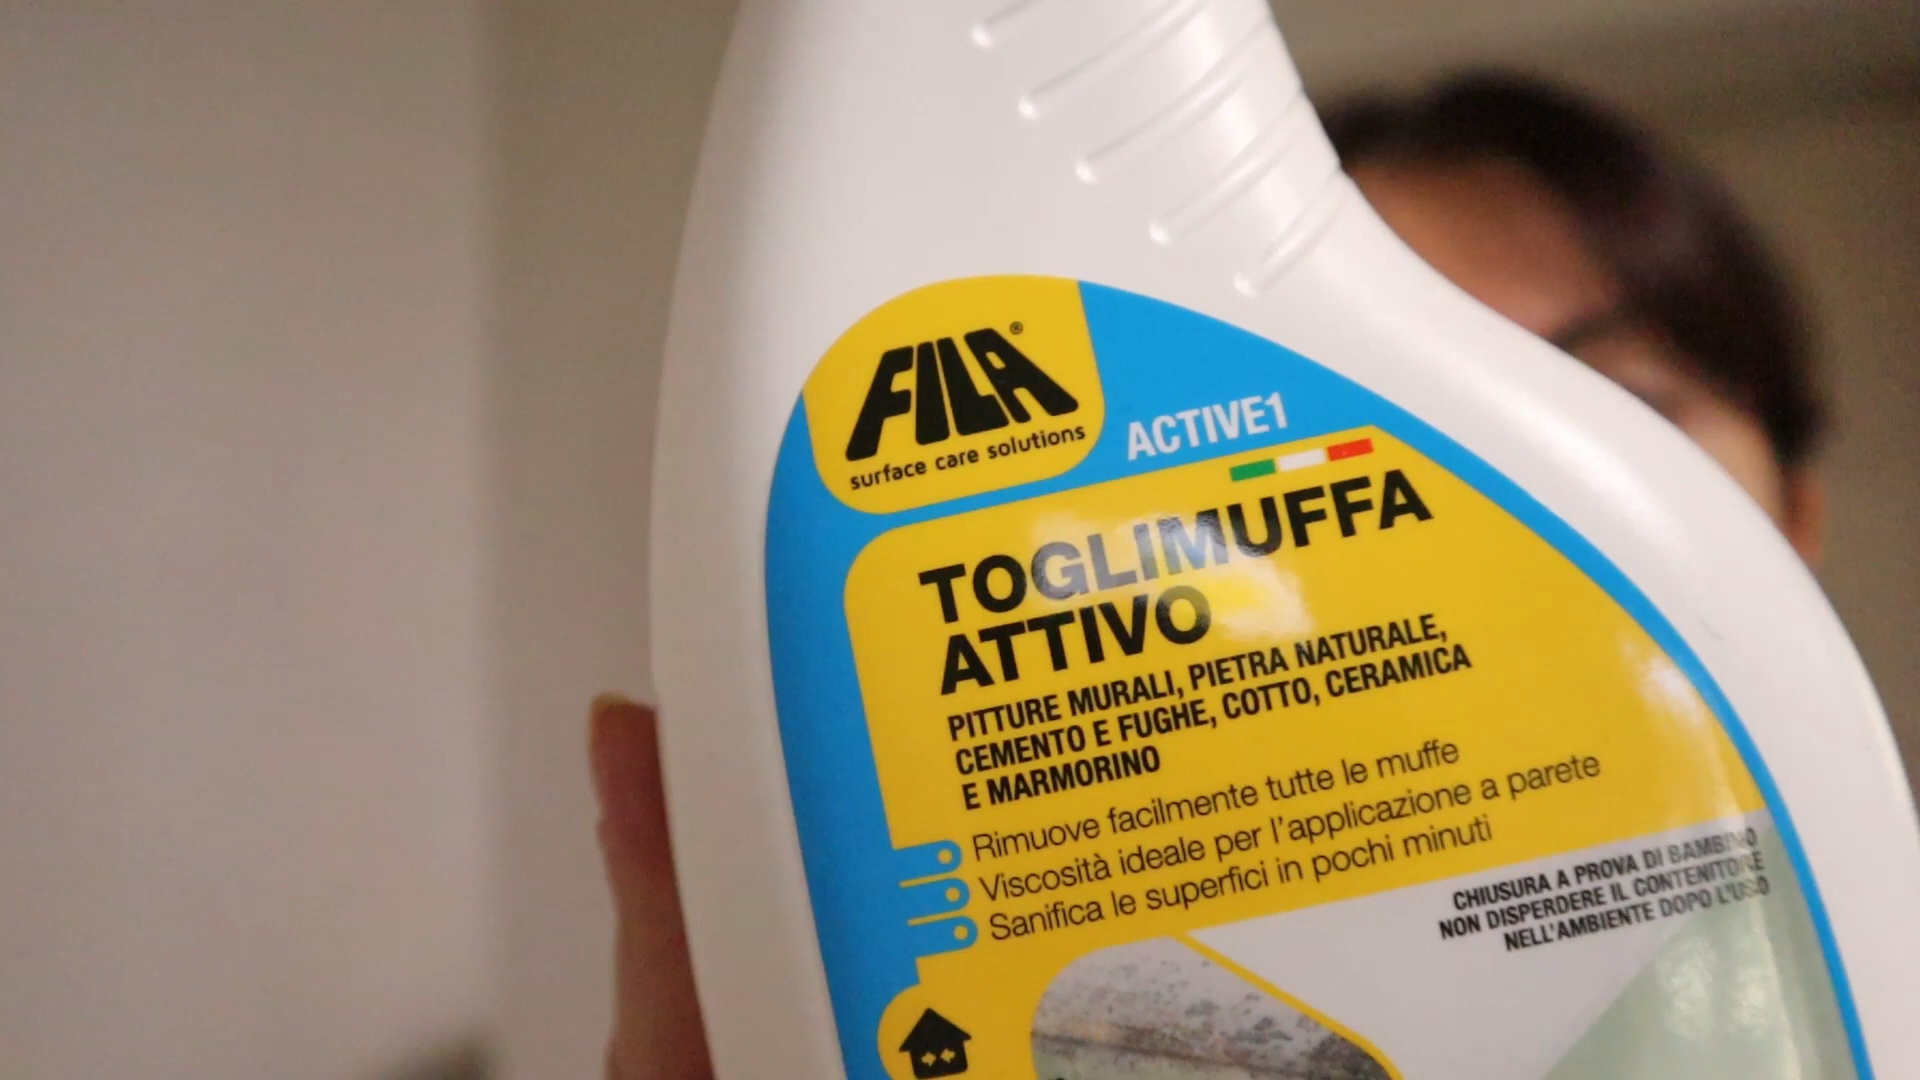 FILA®
surface care solutions
ACTIVE1
TOGLIMUFFA
ATTIVO
PITTURE MURALI, PIETRA NATURALE,
CEMENTO E FUGHE, COTTO, CERAMICA
E MARMORINO
Rimuove facilmente tutte le muffe
Viscosità ideale per l'applicazione a parete
Sanifica le superfici in pochi minuti
CHIUSURA A PROVA DI BAMBINO
NON DISPERDERE IL CONTENITORE
NELL'AMBIENTE DOPO L'USO